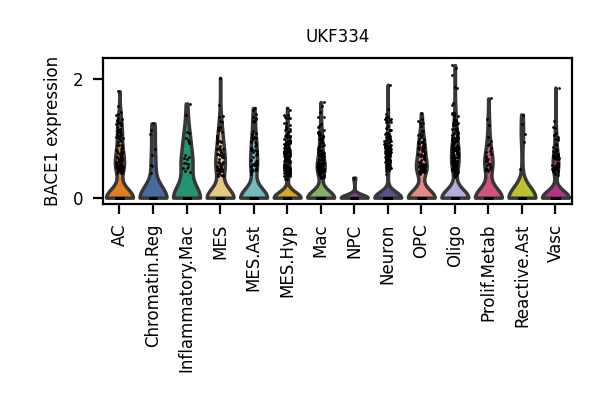 UKF334
BACE1 expression
2
0
AC
Chromatin.Reg
Inflammatory.Mac
MES
MES.Ast
MES.Hyp
Mac
NPC
Neuron
OPC
Oligo
Prolif.Metab
Reactive.Ast
Vasc